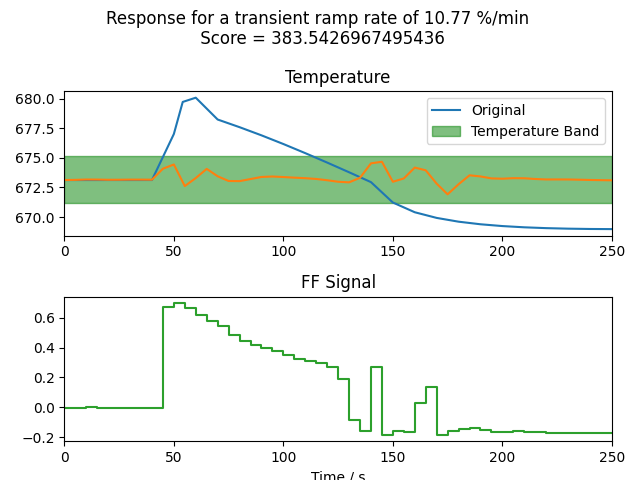 Response for a transient ramp rate of 10.77 %/min
Score = 383.5426967495436
Temperature
680.0
677.5
675.0
672.5
670.0
Original
Temperature Band
0 50 100 150 200 250
FF Signal
0.6
0.4
0.2
0.0
−0.2
0 50 100 150 200 250
Time / s